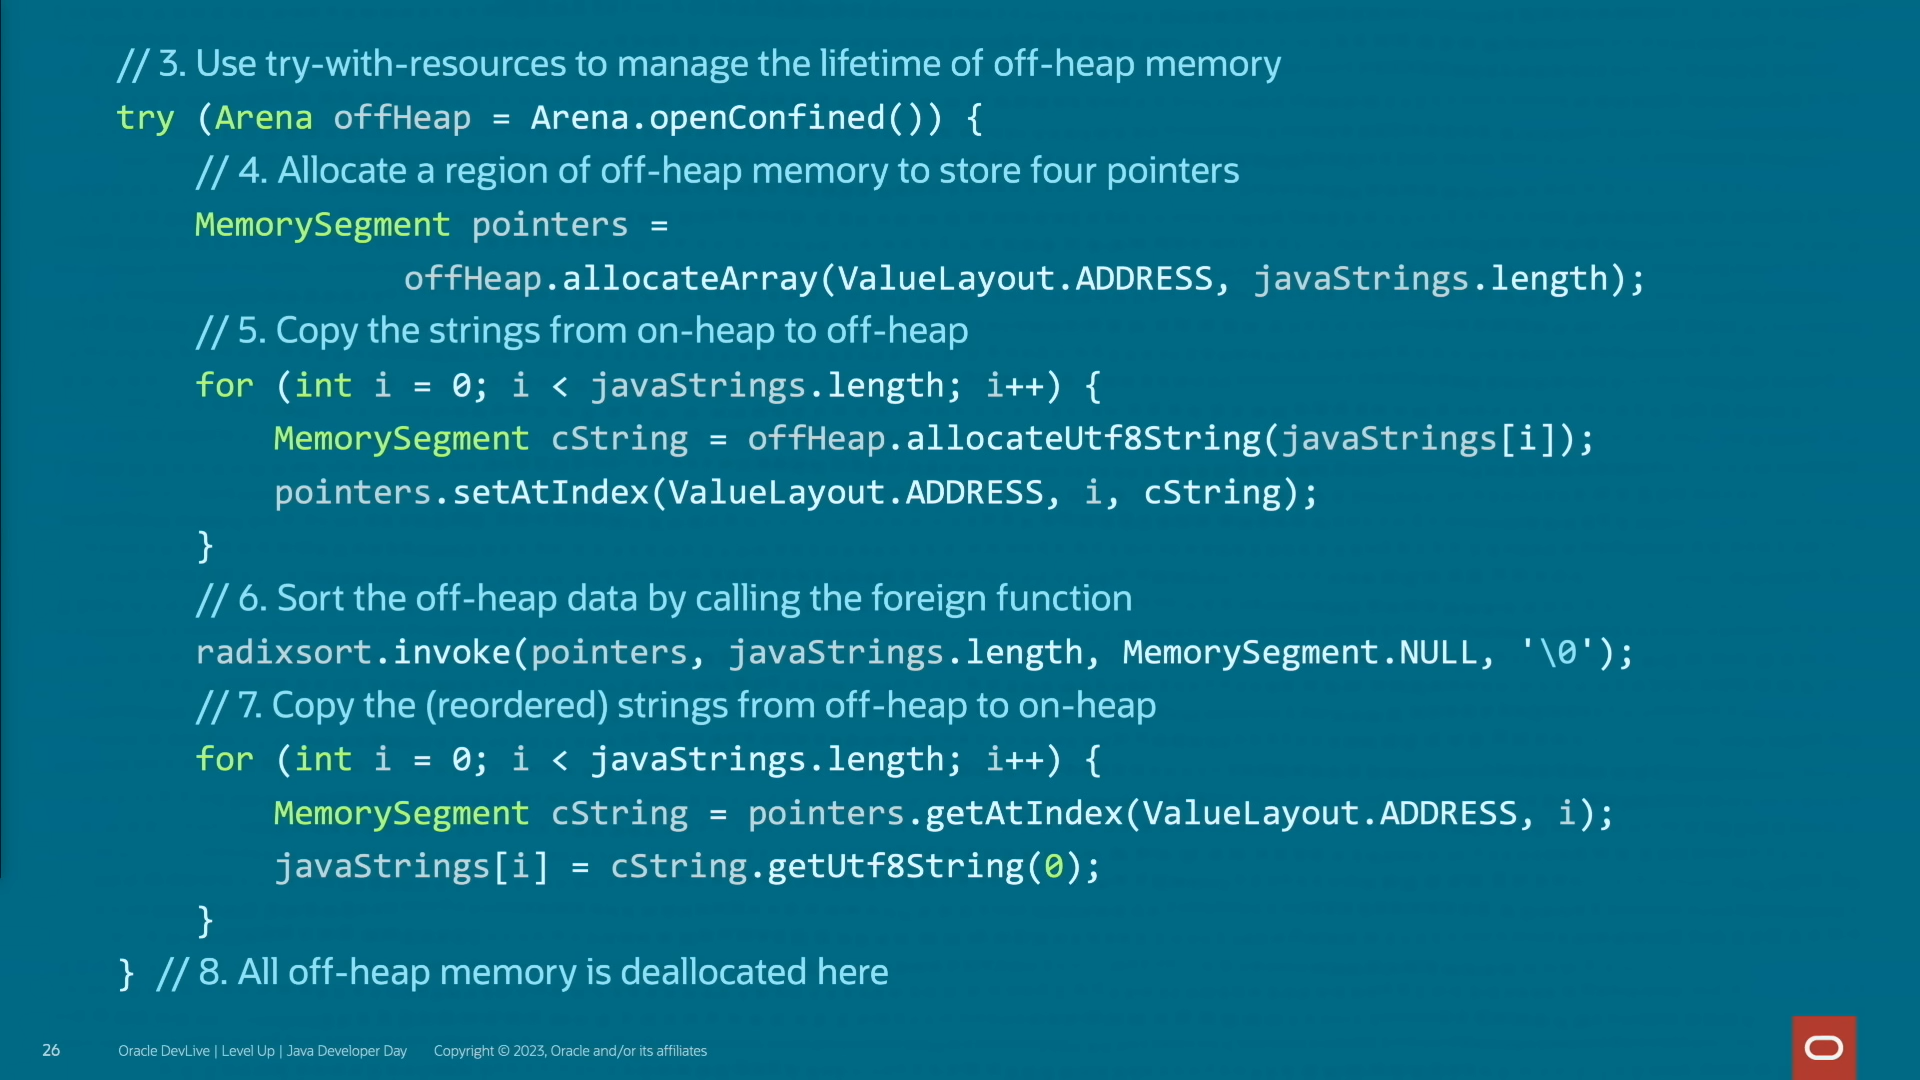 // 3. Use try-with-resources to manage the lifetime of off-heap memory
try (Arena offHeap = Arena.openConfined()) {
// 4. Allocate a region of off-heap memory to store four pointers
MemorySegment pointers =
offHeap.allocateArray(ValueLayout.ADDRESS, javaStrings.length);
// 5. Copy the strings from on-heap to off-heap
for (int i = 0; i < javaStrings.length; i++) {
MemorySegment cString = offHeap.allocateUtf8String(javaStrings[i]);
pointers.setAtIndex(ValueLayout.ADDRESS, i, cString);
}
// 6. Sort the off-heap data by calling the foreign function
radixsort.invoke(pointers, javaStrings.length, MemorySegment.NULL, '\0');
// 7. Copy the (reordered) strings from off-heap to on-heap
for (int i = 0; i < javaStrings.length; i++) {
MemorySegment cString = pointers.getAtIndex(ValueLayout.ADDRESS, i);
javaStrings[i] = cString.getUtf8String(0);
}
} // 8. All off-heap memory is deallocated here
26 Oracle DevLive | Level Up | Java Developer Day Copyright © 2023, Oracle and/or its affiliates